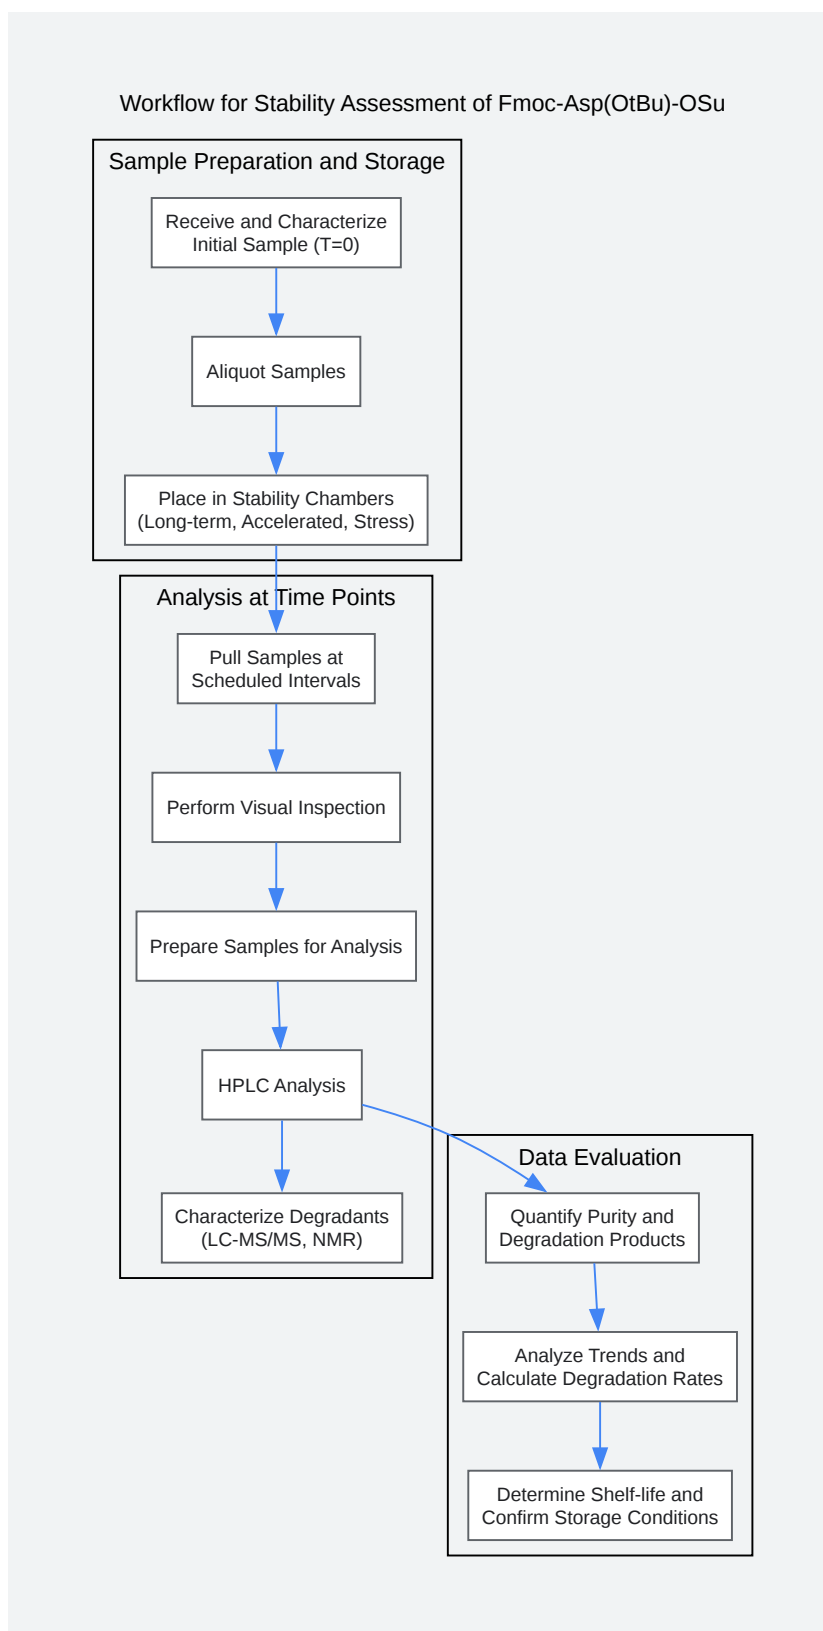 Workflow for Stability Assessment of Fmoc-Asp(OtBu)-OSu
Sample Preparation and Storage
Receive and Characterize
Initial Sample (T=0)
Aliquot Samples
Place in Stability Chambers
(Long-term, Accelerated, Stress)
Analysis at Time Points
Pull Samples at
Scheduled Intervals
Perform Visual Inspection
Prepare Samples for Analysis
HPLC Analysis
Characterize Degradants
(LC-MS/MS, NMR)
Data Evaluation
Quantify Purity and
Degradation Products
Analyze Trends and
Calculate Degradation Rates
Determine Shelf-life and
Confirm Storage Conditions